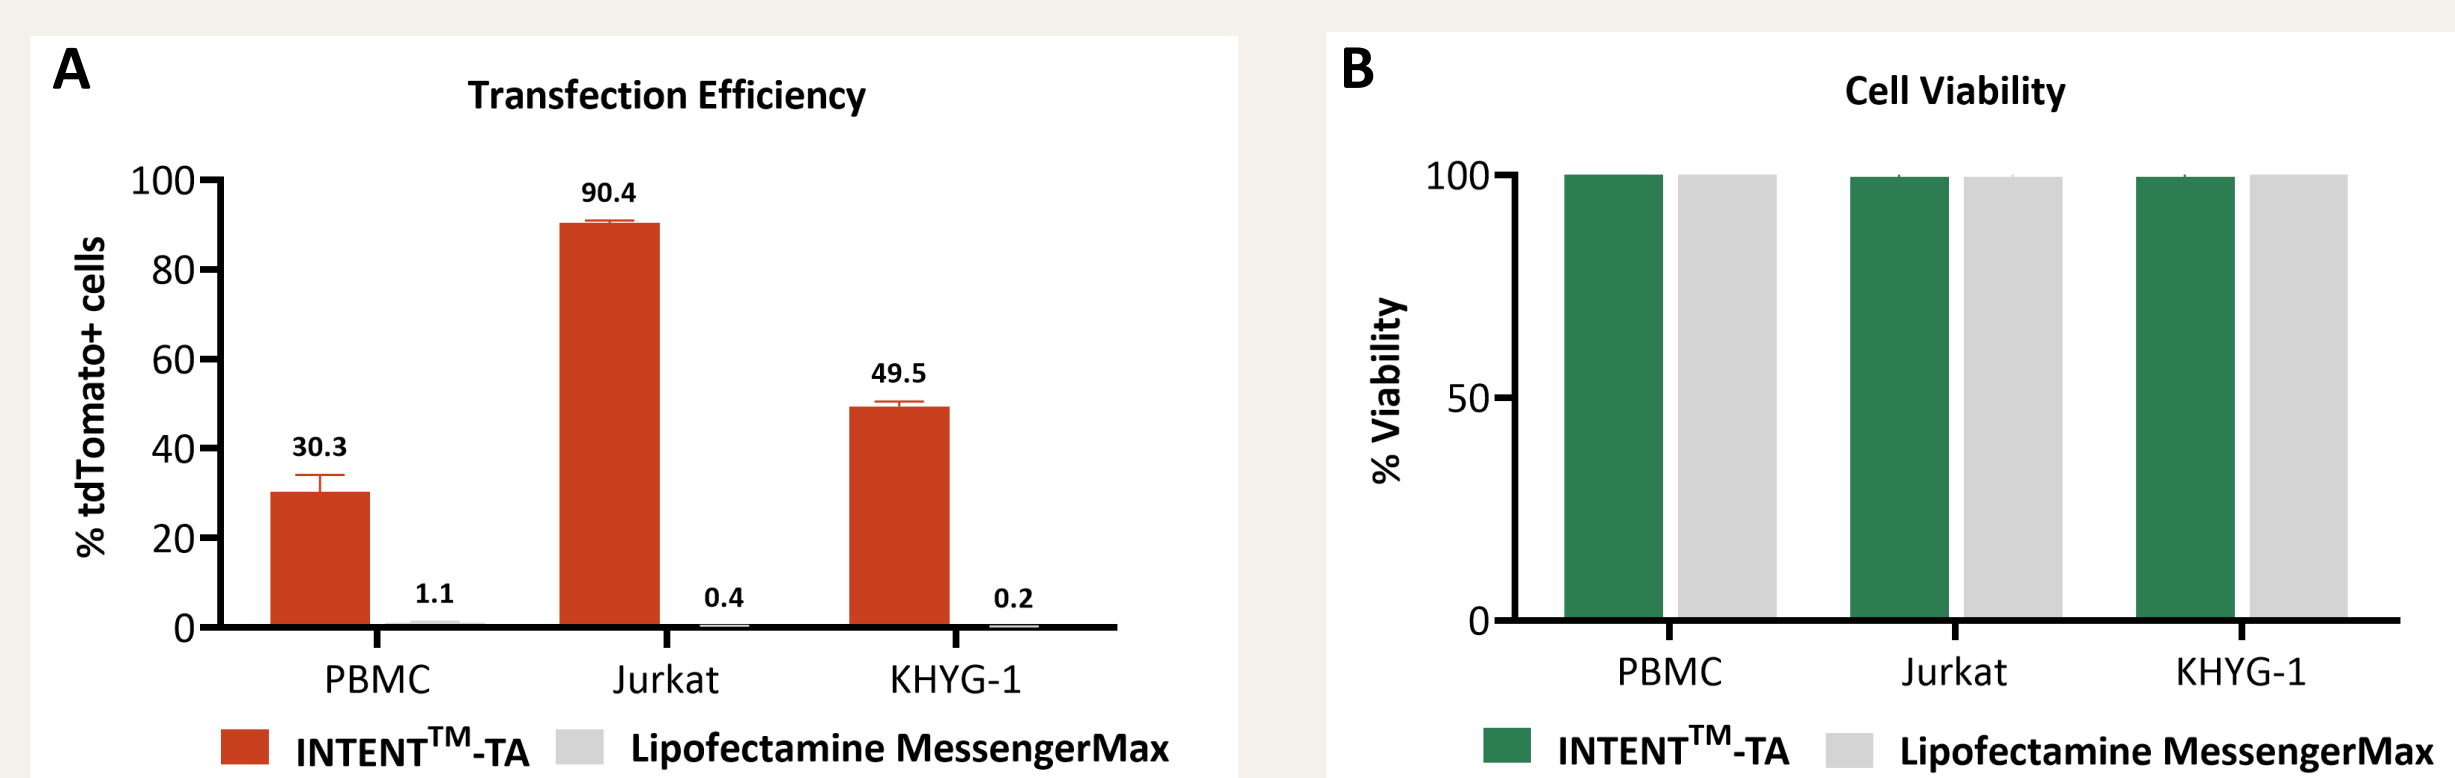 A
Transfection Efficiency
% tdTomato+ cells
100
80
60
40
20
0
30.3
1.1
90.4
0.4
49.5
0.2
PBMC
Jurkat
KHYG-1
INTENT™-TA
Lipofectamine MessengerMax
B
Cell Viability
% Viability
100
50
0
PBMC
Jurkat
KHYG-1
INTENT™-TA
Lipofectamine MessengerMax